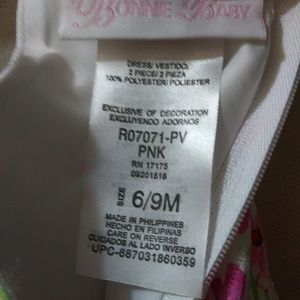 BONNIE BABY
DRESS/ VESTIDO:
2 PIECE/ 2 PIEZA
100% POLYESTER/ POLIESTER
EXCLUSIVE OF DECORATION
EXCLUYENDO ADORNOS
R07071-PV
PNK
RN 17175
09201516
SIZE 6/9M
MADE IN PHILIPPINES
HECHO EN FILIPINAS
CARE ON REVERSE
CUIDADOS AL LADO INVERSO
UPC-687031860359